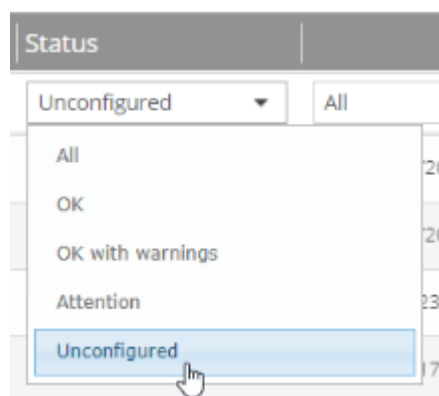 Status
Unconfigured
All
All
OK
OK with warnings
Attention
Unconfigured